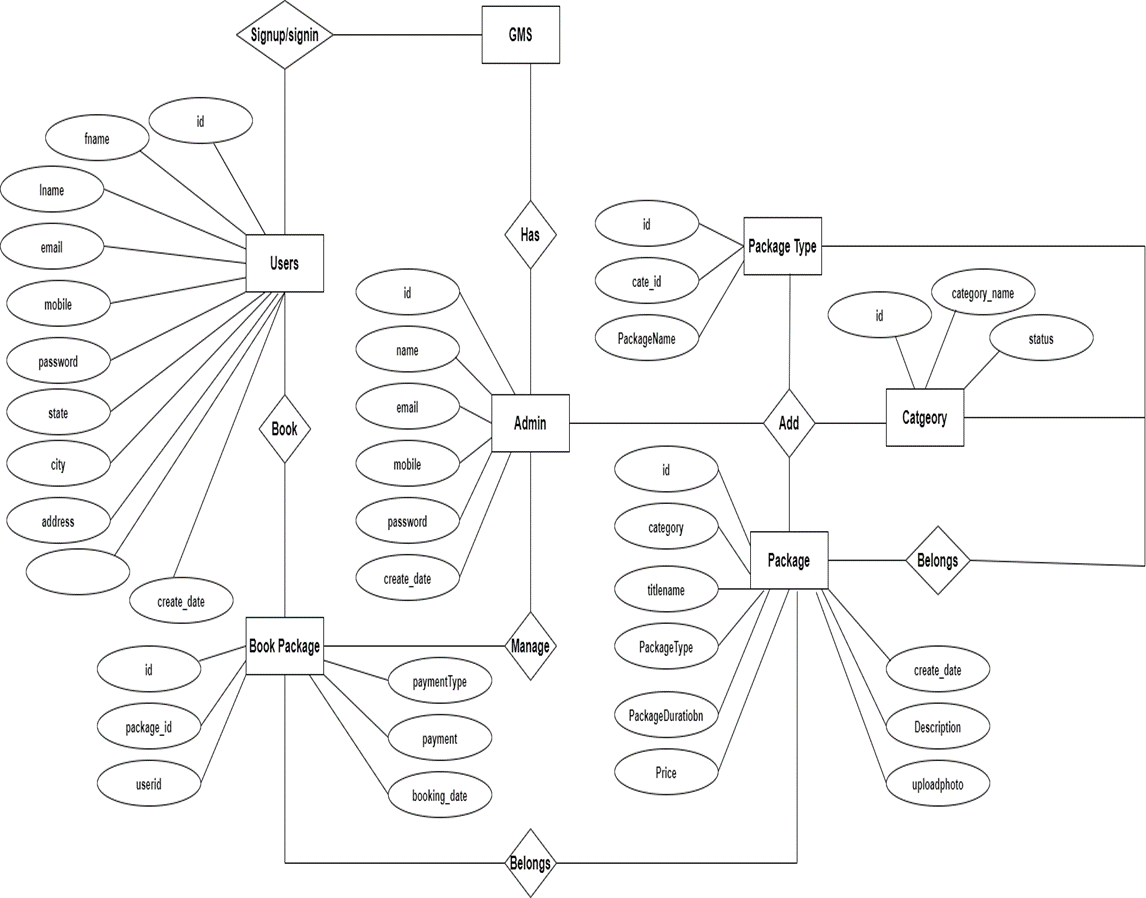 Signup/signin
GMS
id
fname
lname
email
mobile
password
state
city
address
create_date
Users
Has
Book
id
name
email
mobile
password
create_date
Admin
id
cate_id
PackageName
Package Type
id
category_name
status
Catgeory
Add
id
category
titlename
PackageType
PackageDuratiobn
Price
Package
Belongs
create_date
Description
uploadphoto
Book Package
Manage
id
package_id
userid
paymentType
payment
booking_date
Belongs